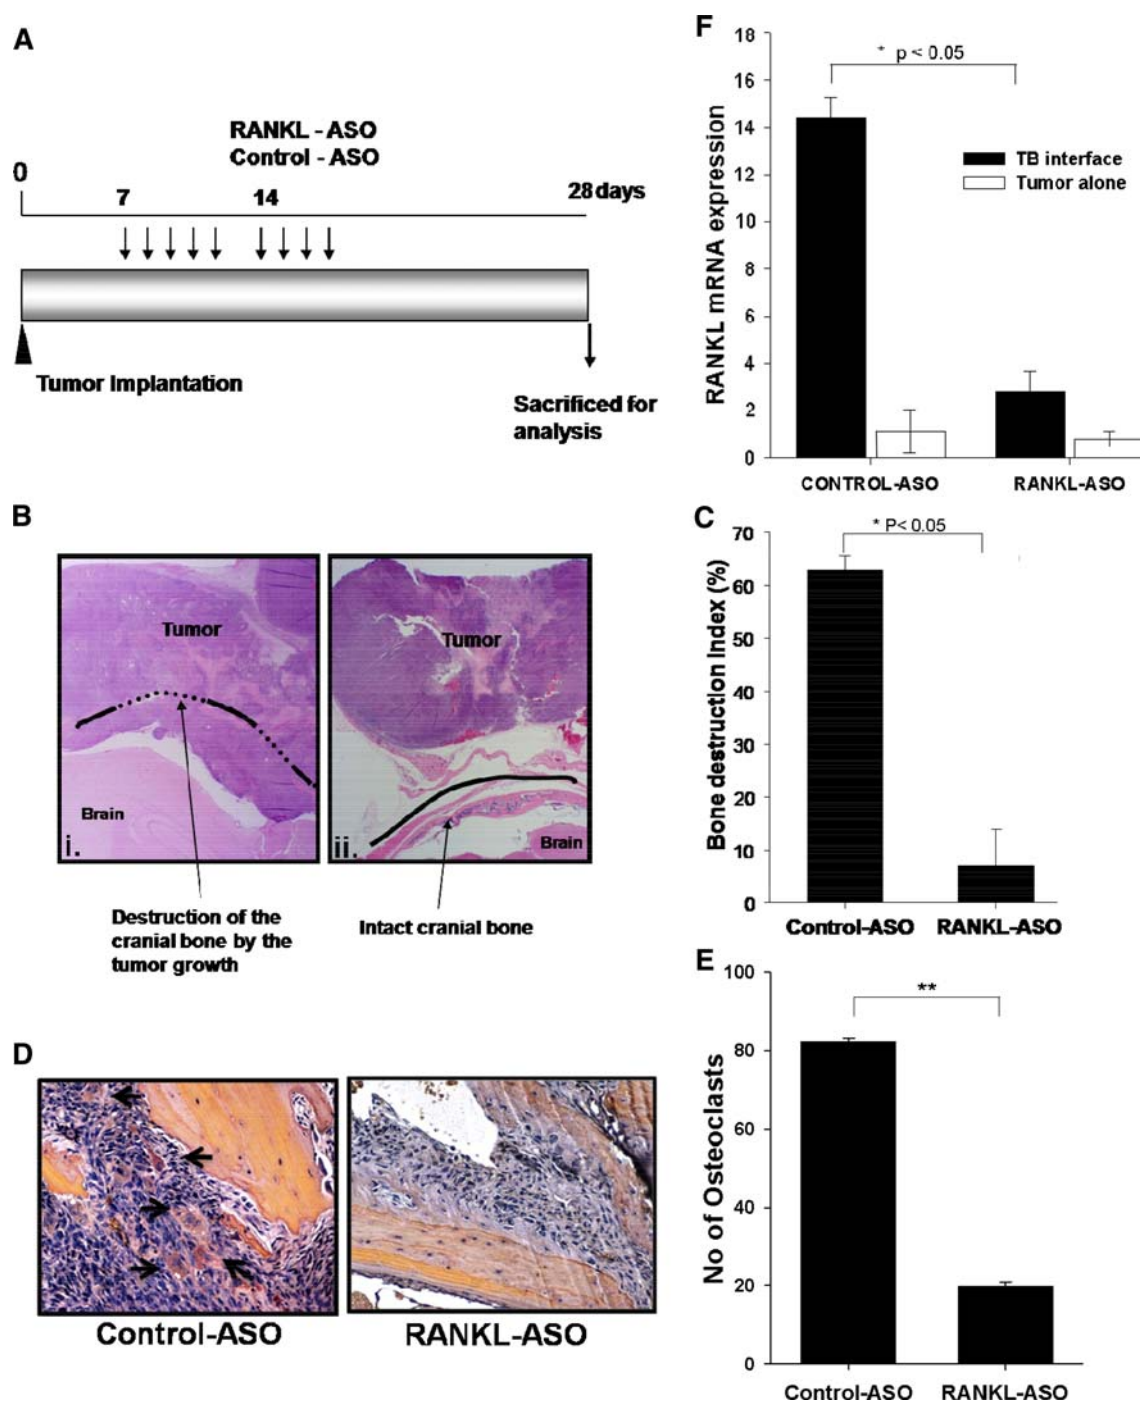 A
RANKL - ASO
Control - ASO
0
7
14
28 days
Tumor Implantation
Sacrificed for
analysis
B
Tumor
Brain
i.
Tumor
Brain
ii.
Destruction of the
cranial bone by the
tumor growth
Intact cranial bone
D
Control-ASO
RANKL-ASO
F
RANKL mRNA expression
18
16
14
12
10
8
6
4
2
0
* p < 0.05
TB interface
Tumor alone
CONTROL-ASO
RANKL-ASO
C
Bone destruction Index (%)
70
60
50
40
30
20
10
0
* P< 0.05
Control-ASO
RANKL-ASO
E
No of Osteoclasts
100
80
60
40
20
0
**
Control-ASO
RANKL-ASO